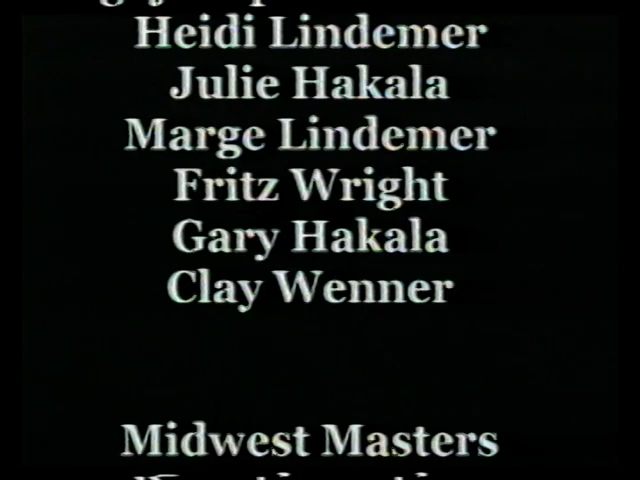 Heidi Lindemer
Julie Hakala
Marge Lindemer
Fritz Wright
Gary Hakala
Clay Wenner
Midwest Masters